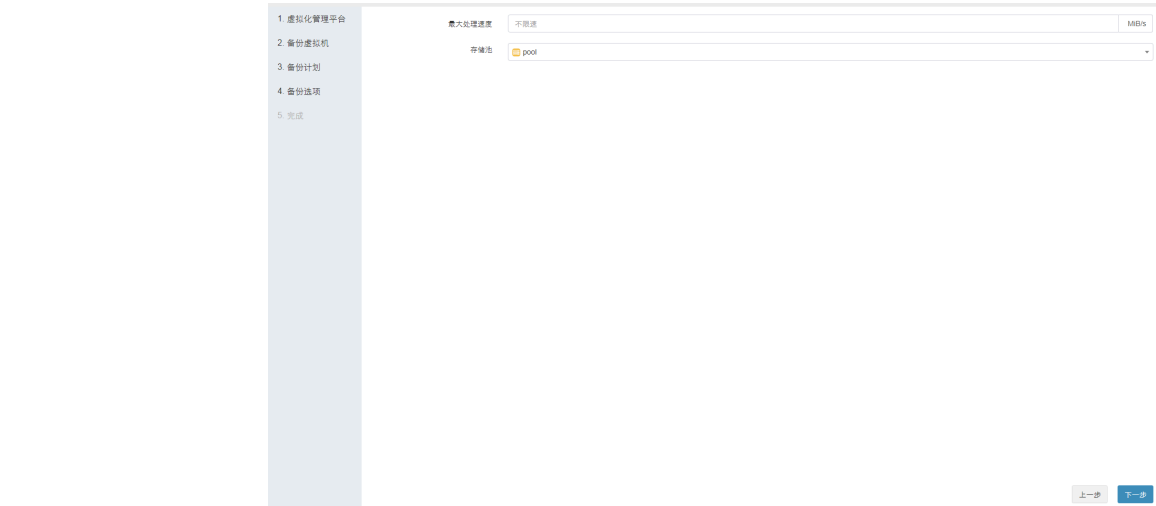 1. 虚拟化管理平台
2. 备份虚拟机
3. 备份计划
4. 备份选项
5. 完成
最大处理速度 不限速 MiB/s
存储池 pool
上一步 下一步